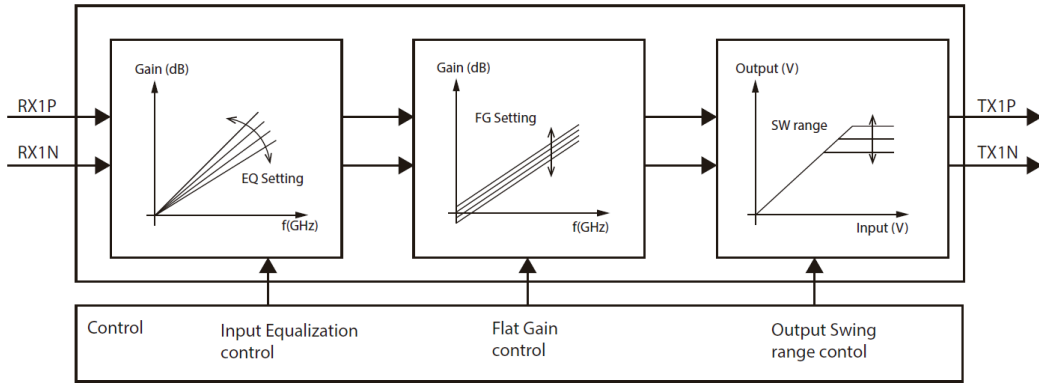 Gain (dB)
EQ Setting
f(GHz)
Gain (dB)
FG Setting
f(GHz)
Output (V)
SW range
Input (V)
RX1P
RX1N
TX1P
TX1N
Control
Input Equalization
control
Flat Gain
control
Output Swing
range contol